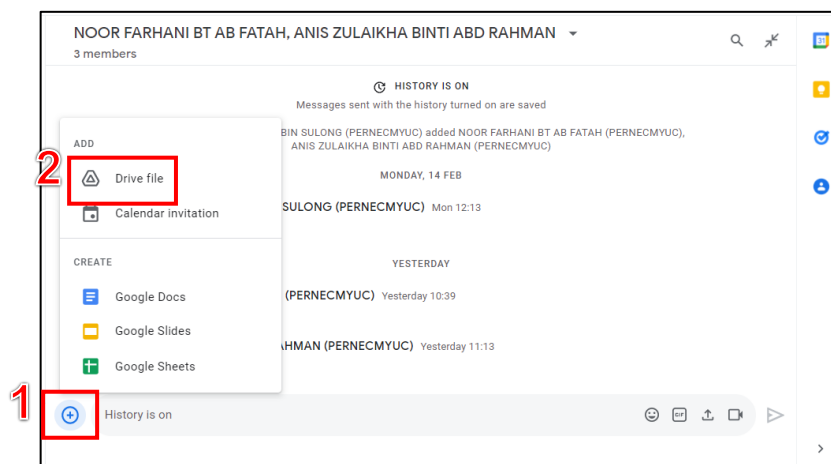 NOOR FARHANI BT AB FATAH, ANIS ZULAIKHA BINTI ABD RAHMAN
3 members
31
HISTORY IS ON
Messages sent with the history turned on are saved
BIN SULONG (PERNECMYUC) added NOOR FARHANI BT AB FATAH (PERNECMYUC),
ANIS ZULAIKHA BINTI ABD RAHMAN (PERNECMYUC)
ADD
2
Drive file
MONDAY, 14 FEB
Calendar invitation
SULONG (PERNECMYUC) Mon 12:13
CREATE
YESTERDAY
Google Docs
(PERNECMYUC) Yesterday 10:39
Google Slides
AHMAN (PERNECMYUC) Yesterday 11:13
Google Sheets
1
History is on
GIF